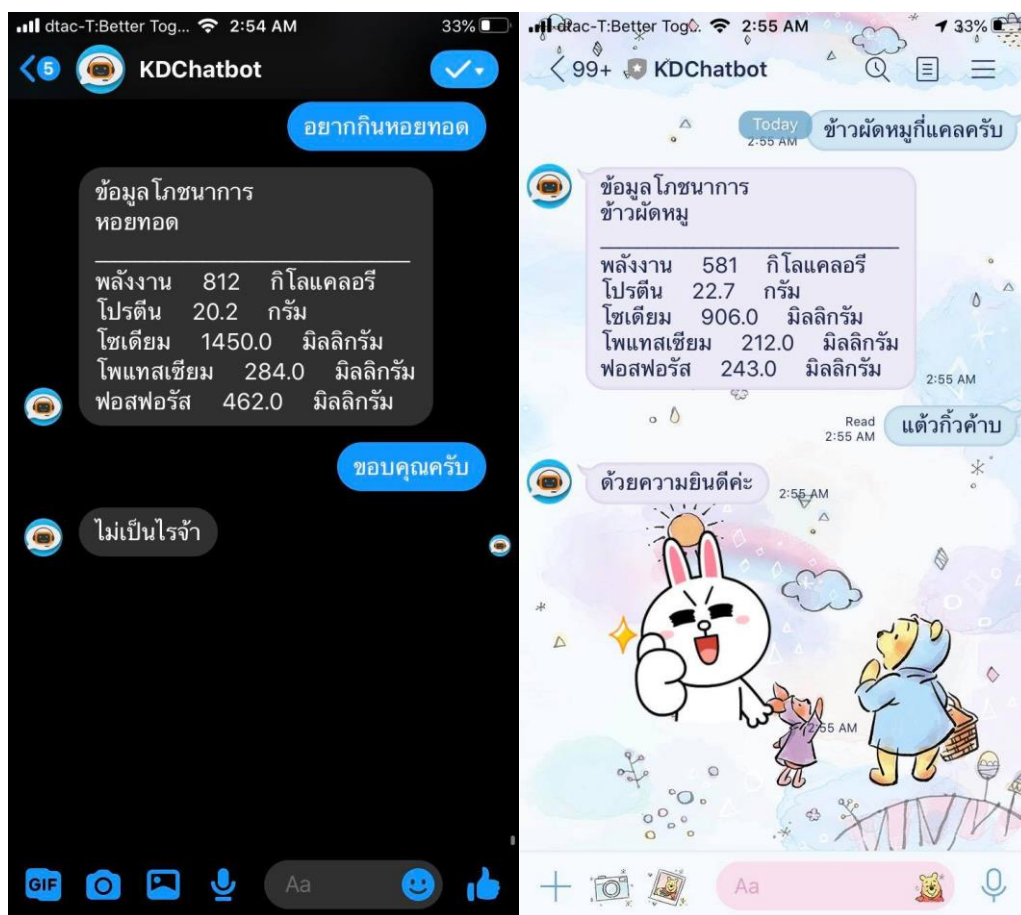 dtac-T:Better Tog... 2:54 AM 33%
5 KDChatbot
อยากกินหอยทอด
ข้อมูลโภชนาการ
หอยทอด
พลังงาน 812 กิโลแคลอรี
โปรตีน 20.2 กรัม
โซเดียม 1450.0 มิลลิกรัม
โพแทสเซียม 284.0 มิลลิกรัม
ฟอสฟอรัส 462.0 มิลลิกรัม
ขอบคุณครับ
ไม่เป็นไรจ้า
GIF Aa
dtac-T:Better Tog... 2:55 AM 33%
99+ KDChatbot
Today
2:55 AM ข้าวผัดหมูกี่แคลครับ
ข้อมูลโภชนาการ
ข้าวผัดหมู
พลังงาน 581 กิโลแคลอรี
โปรตีน 22.7 กรัม
โซเดียม 906.0 มิลลิกรัม
โพแทสเซียม 212.0 มิลลิกรัม
ฟอสฟอรัส 243.0 มิลลิกรัม
2:55 AM
Read
2:55 AM แต้วกิ้วค้าบ
ด้วยความยินดีค่ะ 2:55 AM
2:55 AM
Aa